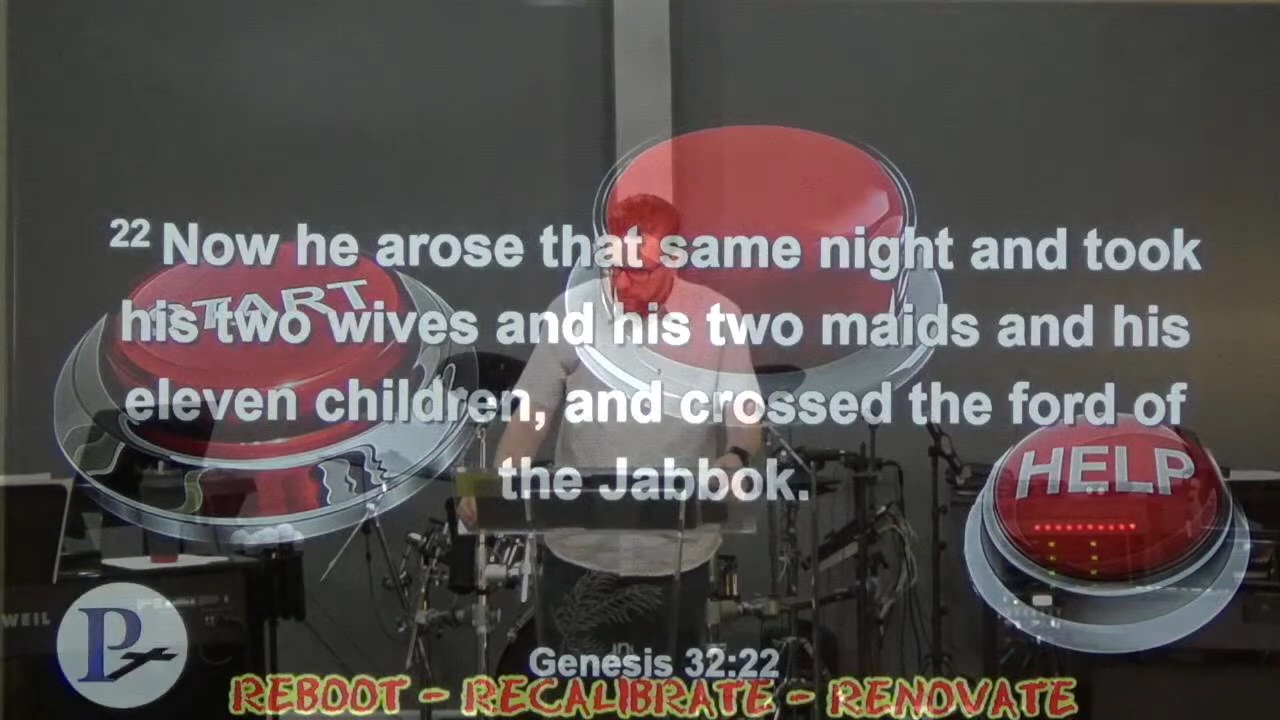 START
22 Now he arose that same night and took
his two wives and his two maids and his
eleven children, and crossed the ford of
the Jabbok.
HELP
WEIL
P
Genesis 32:22
REBOOT - RECALIBRATE - RENOVATE